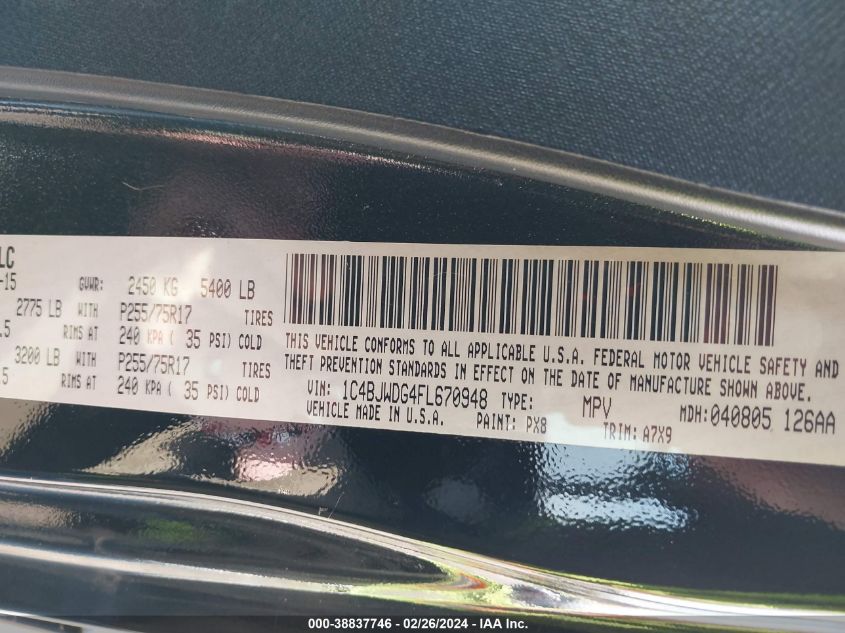 LC
-15
GVWR: 2450 KG 5400 LB
2775 LB WITH P255/75R17 TIRES
.5 RIMS AT 240 KPA ( 35 PSI) COLD
3200 LB WITH P255/75R17 TIRES
.5 RIMS AT 240 KPA ( 35 PSI) COLD
THIS VEHICLE CONFORMS TO ALL APPLICABLE U.S.A. FEDERAL MOTOR VEHICLE SAFETY AND
THEFT PREVENTION STANDARDS IN EFFECT ON THE DATE OF MANUFACTURE SHOWN ABOVE.
VIN: 1C4BJWDG4FL670948 TYPE: MPV MDH:040805 126AA
VEHICLE MADE IN U.S.A. PAINT: PX8 TRIM: A7X9
000-38837746 - 02/26/2024 - IAA Inc.